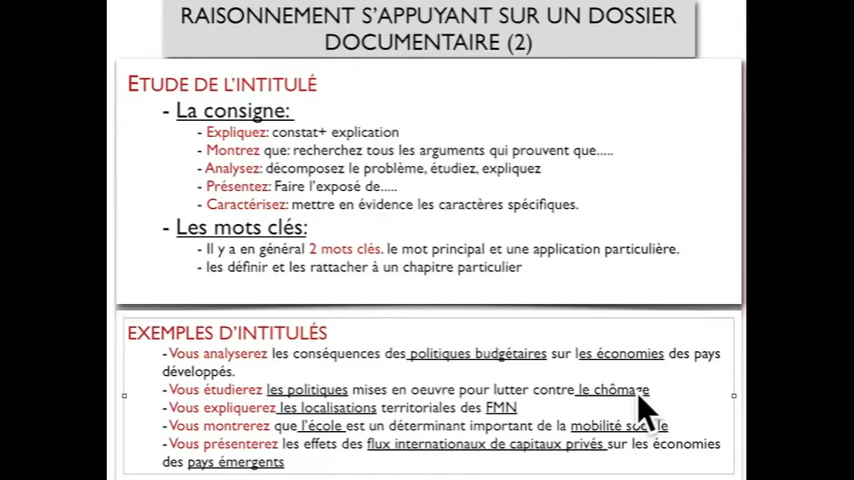 RAISONNEMENT S’APPUYANT SUR UN DOSSIER
DOCUMENTAIRE (2)
ETUDE DE L’INTITULÉ
- La consigne:
- Expliquez: constat+ explication
- Montrez que: recherchez tous les arguments qui prouvent que.....
- Analysez: décomposez le problème, étudiez, expliquez
- Présentez: Faire l’exposé de.....
- Caractérisez: mettre en évidence les caractères spécifiques.
- Les mots clés:
- Il y a en général 2 mots clés. le mot principal et une application particulière.
- les définir et les rattacher à un chapitre particulier
EXEMPLES D’INTITULÉS
- Vous analyserez les conséquences des politiques budgétaires sur les économies des pays
développés.
- Vous étudierez les politiques mises en oeuvre pour lutter contre le chômage
- Vous expliquerez les localisations territoriales des FMN
- Vous montrerez que l’école est un déterminant important de la mobilité sociale
- Vous présenterez les effets des flux internationaux de capitaux privés sur les économies
des pays émergents